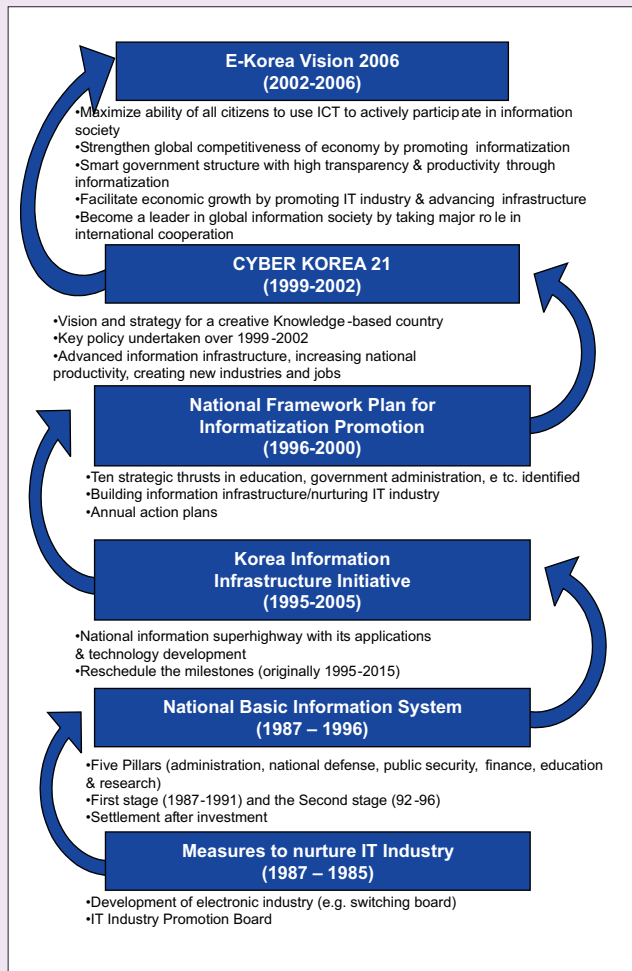 E-Korea Vision 2006
(2002-2006)
•Maximize ability of all citizens to use ICT to actively participate in information
society
•Strengthen global competitiveness of economy by promoting informatization
•Smart government structure with high transparency & productivity through
informatization
•Facilitate economic growth by promoting IT industry & advancing infrastructure
•Become a leader in global information society by taking major role in
international cooperation
CYBER KOREA 21
(1999-2002)
•Vision and strategy for a creative Knowledge-based country
•Key policy undertaken over 1999-2002
•Advanced information infrastructure, increasing national
productivity, creating new industries and jobs
National Framework Plan for
Informatization Promotion
(1996-2000)
•Ten strategic thrusts in education, government administration, e tc. identified
•Building information infrastructure/nurturing IT industry
•Annual action plans
Korea Information
Infrastructure Initiative
(1995-2005)
•National information superhighway with its applications
& technology development
•Reschedule the milestones (originally 1995-2015)
National Basic Information System
(1987 – 1996)
•Five Pillars (administration, national defense, public security, finance, education
& research)
•First stage (1987-1991) and the Second stage (92-96)
•Settlement after investment
Measures to nurture IT Industry
(1987 – 1985)
•Development of electronic industry (e.g. switching board)
•IT Industry Promotion Board